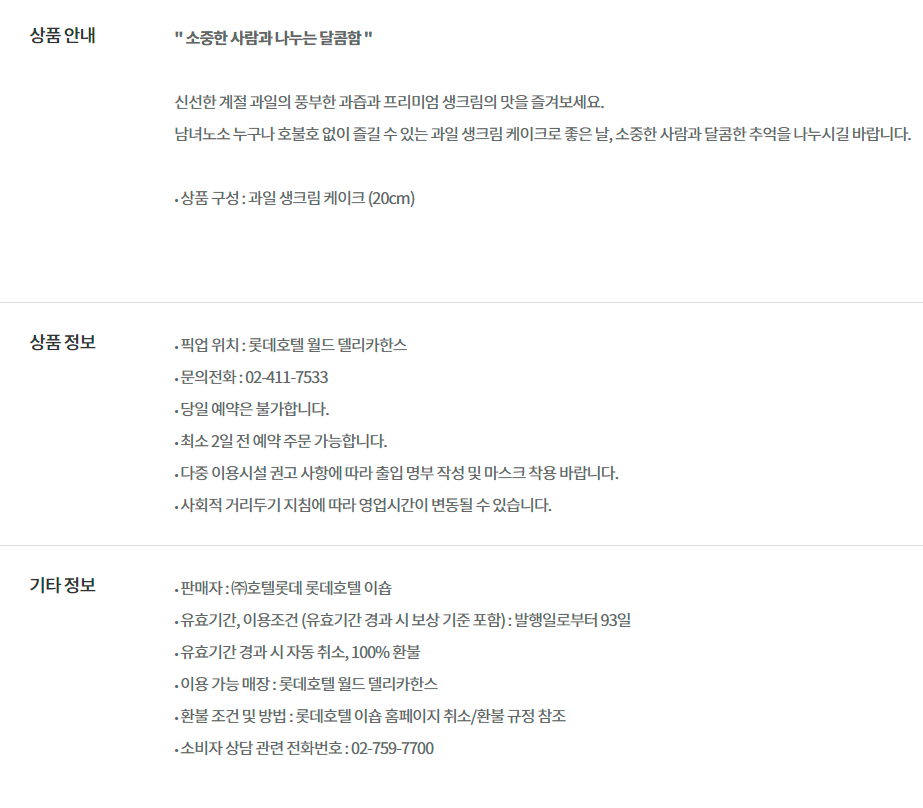 상품 안내
" 소중한 사람과 나누는 달콤함 "
신선한 계절 과일의 풍부한 과즙과 프리미엄 생크림의 맛을 즐겨보세요.
남녀노소 누구나 호불호 없이 즐길 수 있는 과일 생크림 케이크로 좋은 날, 소중한 사람과 달콤한 추억을 나누시길 바랍니다.
• 상품 구성 : 과일 생크림 케이크 (20cm)
상품 정보
• 픽업 위치 : 롯데호텔 월드 델리카한스
• 문의전화 : 02-411-7533
• 당일 예약은 불가합니다.
• 최소 2일 전 예약 주문 가능합니다.
• 다중 이용시설 권고 사항에 따라 출입 명부 작성 및 마스크 착용 바랍니다.
• 사회적 거리두기 지침에 따라 영업시간이 변동될 수 있습니다.
기타 정보
• 판매자 : ㈜호텔롯데 롯데호텔 이숍
• 유효기간, 이용조건 (유효기간 경과 시 보상 기준 포함) : 발행일로부터 93일
• 유효기간 경과 시 자동 취소, 100% 환불
• 이용 가능 매장 : 롯데호텔 월드 델리카한스
• 환불 조건 및 방법 : 롯데호텔 이숍 홈페이지 취소/환불 규정 참조
• 소비자 상담 관련 전화번호 : 02-759-7700